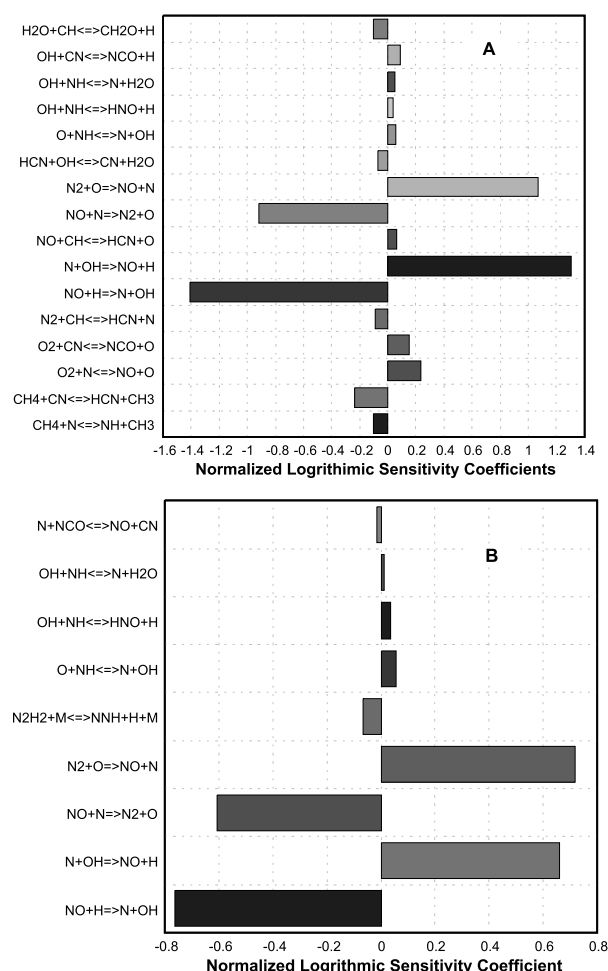 H2O+CH<=>CH2O+H
OH+CN<=>NCO+H
A
OH+NH<=>N+H2O
OH+NH<=>HNO+H
O+NH<=>N+OH
HCN+OH<=>CN+H2O
N2+O=>NO+N
NO+N=>N2+O
NO+CH<=>HCN+O
N+OH=>NO+H
NO+H=>N+OH
N2+CH<=>HCN+N
O2+CN<=>NCO+O
O2+N<=>NO+O
CH4+CN<=>HCN+CH3
CH4+N<=>NH+CH3
-1.6 -1.4 -1.2 -1 -0.8 -0.6 -0.4 -0.2 0 0.2 0.4 0.6 0.8 1 1.2 1.4
Normalized Logrithimic Sensitivity Coefficients
N+NCO<=>NO+CN
B
OH+NH<=>N+H2O
OH+NH<=>HNO+H
O+NH<=>N+OH
N2H2+M<=>NNH+H+M
N2+O=>NO+N
NO+N=>N2+O
N+OH=>NO+H
NO+H=>N+OH
-0.8 -0.6 -0.4 -0.2 0 0.2 0.4 0.6 0.8
Normalized Logrithmic Sensitivity Coefficient